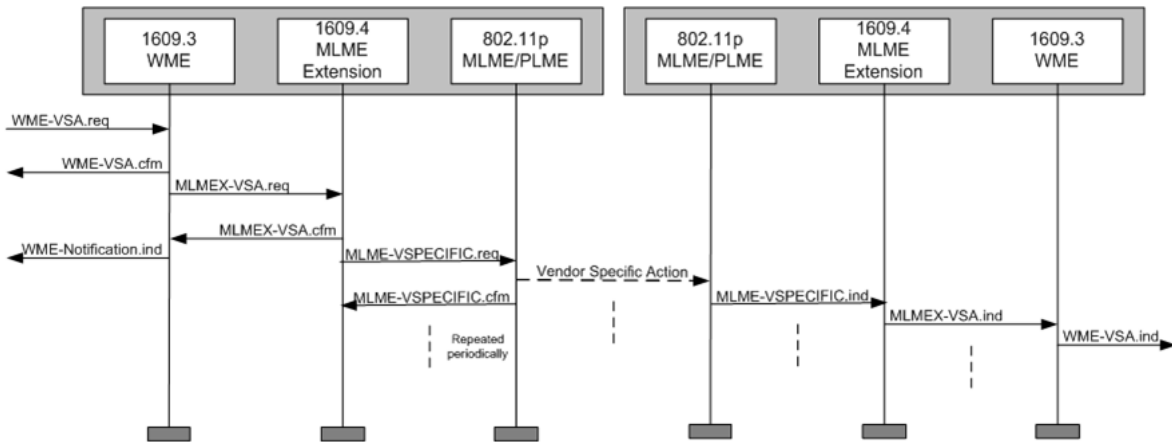 1609.3
WME
1609.4
MLME
Extension
802.11p
MLME/PLME
802.11p
MLME/PLME
1609.4
MLME
Extension
1609.3
WME
WME-VSA.req
WME-VSA.cfm
MLMEX-VSA.req
MLMEX-VSA.cfm
WME-Notification.ind
MLME-VSPECIFIC.req
Vendor Specific Action
MLME-VSPECIFIC.cfm
MLME-VSPECIFIC.ind
MLMEX-VSA.ind
Repeated
periodically
WME-VSA.ind